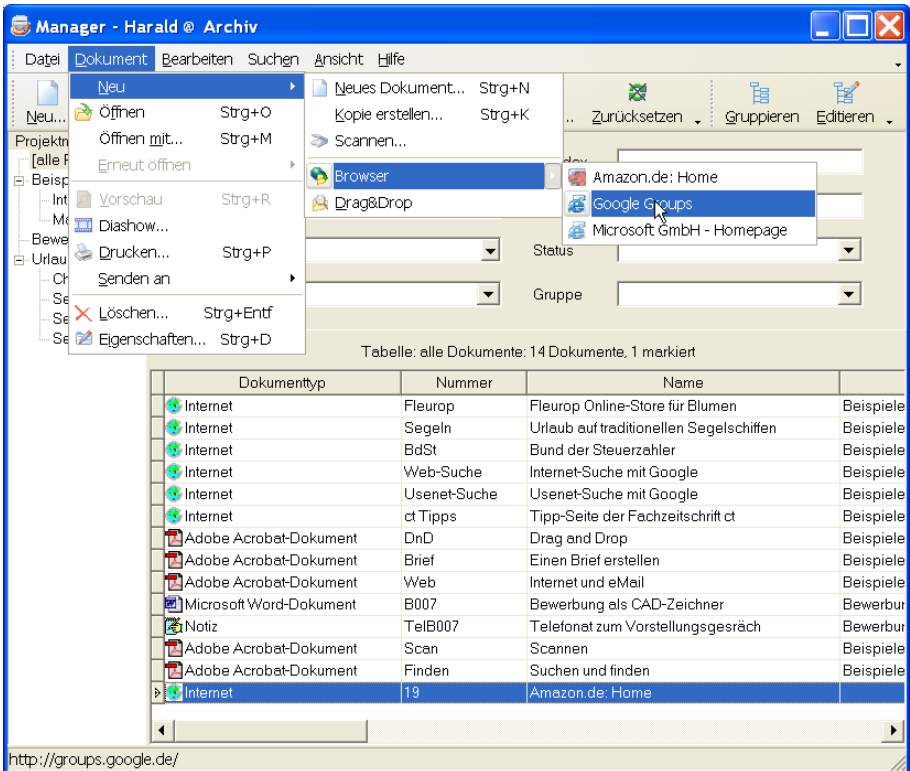 Manager - Harald @ Archiv
Datei Dokument Bearbeiten Suchen Ansicht Hilfe
Neu...
.. Zurücksetzen Gruppieren Editieren
Neu
Öffnen Strg+O
Öffnen mit... Strg+M
Erneut öffnen
Vorschau Strg+R
Diashow...
Drucken... Strg+P
Senden an
Löschen... Strg+Entf
Eigenschaften... Strg+D
Neues Dokument... Strg+N
Kopie erstellen... Strg+K
Scannen...
Browser
Drag&Drop
Amazon.de: Home
Google Groups
Microsoft GmbH - Homepage
Projektn
[alle P
Beisp
Int
Ma
Bewe
Urlau
Ch
Se
Se
Se
Status
Gruppe
Tabelle: alle Dokumente: 14 Dokumente, 1 markiert
Dokumenttyp Nummer Name
Internet Fleurop Fleurop Online-Store für Blumen Beispiele
Internet Segeln Urlaub auf traditionellen Segelschiffen Beispiele
Internet BdSt Bund der Steuerzahler Beispiele
Internet Web-Suche Internet-Suche mit Google Beispiele
Internet Usenet-Suche Usenet-Suche mit Google Beispiele
Internet ct Tipps Tipp-Seite der Fachzeitschrift ct Beispiele
Adobe Acrobat-Dokument DnD Drag and Drop Beispiele
Adobe Acrobat-Dokument Brief Einen Brief erstellen Beispiele
Adobe Acrobat-Dokument Web Internet und eMail Beispiele
Microsoft Word-Dokument B007 Bewerbung als CAD-Zeichner Bewerbur
Notiz TelB007 Telefonat zum Vorstellungsgesräch Bewerbur
Adobe Acrobat-Dokument Scan Scannen Beispiele
Adobe Acrobat-Dokument Finden Suchen und finden Beispiele
Internet 19 Amazon.de: Home
http://groups.google.de/